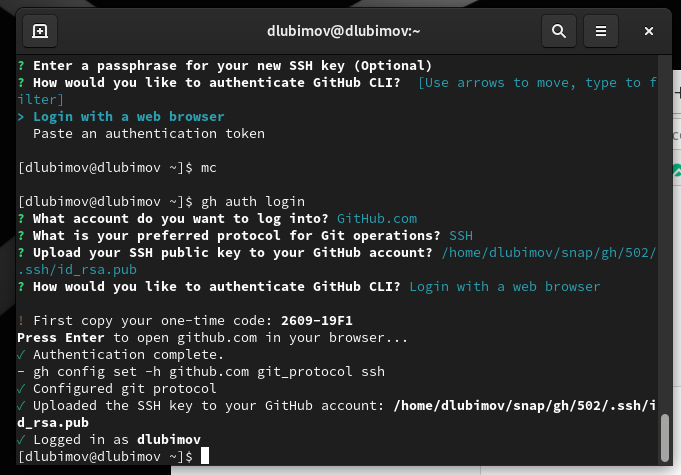 dlubimov@dlubimov:~
? Enter a passphrase for your new SSH key (Optional)
? How would you like to authenticate GitHub CLI?  [Use arrows to move, type to f
ilter]
> Login with a web browser
  Paste an authentication token
[dlubimov@dlubimov ~]$ mc
[dlubimov@dlubimov ~]$ gh auth login
? What account do you want to log into? GitHub.com
? What is your preferred protocol for Git operations? SSH
? Upload your SSH public key to your GitHub account? /home/dlubimov/snap/gh/502/
.ssh/id_rsa.pub
? How would you like to authenticate GitHub CLI? Login with a web browser
! First copy your one-time code: 2609-19F1
Press Enter to open github.com in your browser...
✓ Authentication complete.
- gh config set -h github.com git_protocol ssh
✓ Configured git protocol
✓ Uploaded the SSH key to your GitHub account: /home/dlubimov/snap/gh/502/.ssh/i
d_rsa.pub
✓ Logged in as dlubimov
[dlubimov@dlubimov ~]$